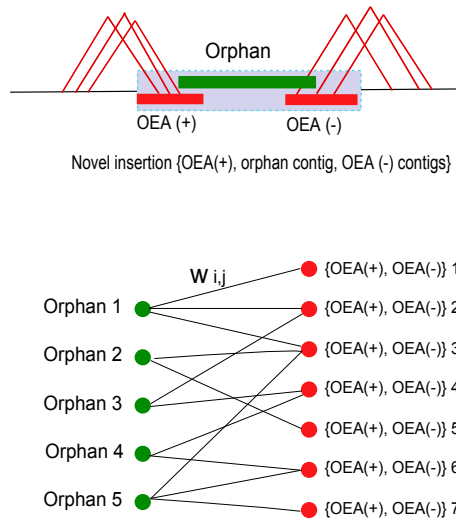 Orphan
OEA (+) OEA (-)
Novel insertion {OEA(+), orphan contig, OEA (-) contigs}
W i,j
{OEA(+), OEA(-)} 1
Orphan 1 {OEA(+), OEA(-)} 2
Orphan 2 {OEA(+), OEA(-)} 3
Orphan 3 {OEA(+), OEA(-)} 4
{OEA(+), OEA(-)} 5
Orphan 4 {OEA(+), OEA(-)} 6
Orphan 5 {OEA(+), OEA(-)} 7